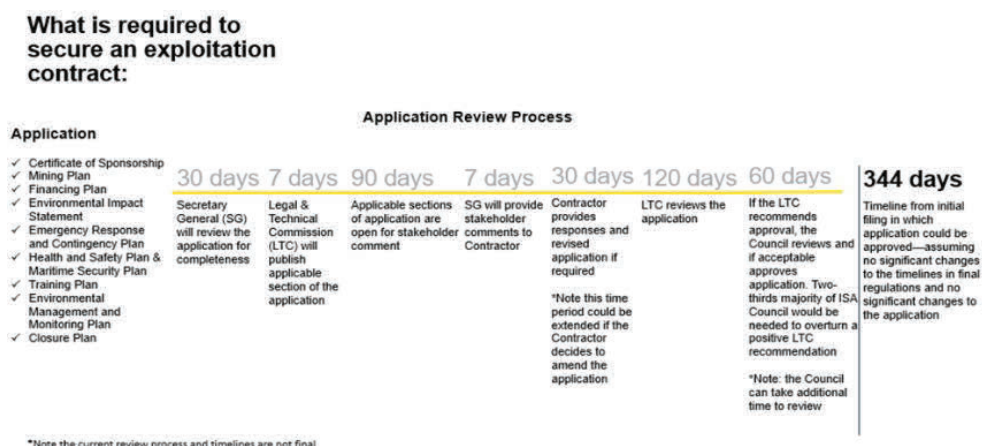 What is required to
secure an exploitation
contract:
Application Review Process
Application
✓ Certificate of Sponsorship
✓ Mining Plan
✓ Financing Plan
✓ Environmental Impact
Statement
✓ Emergency Response
and Contingency Plan
✓ Health and Safety Plan &
Maritime Security Plan
✓ Training Plan
✓ Environmental
Management and
Monitoring Plan
✓ Closure Plan
30 days
Secretary
General (SG)
will review the
application for
completeness
7 days
Legal &
Technical
Commission
(LTC) will
publish
applicable
section of the
application
90 days
Applicable sections
of application are
open for stakeholder
comment
7 days
SG will provide
stakeholder
comments to
Contractor
30 days
Contractor
provides
responses and
revised
application if
required
*Note this time
period could be
extended if the
Contractor
decides to
amend the
application
120 days
LTC reviews the
application
60 days
If the LTC
recommends
approval, the
Council reviews and
if acceptable
approves
application. Two-
thirds majority of ISA
Council would be
needed to overturn a
positive LTC
recommendation
*Note: the Council
can take additional
time to review
344 days
Timeline from initial
filing in which
application could be
approved—assuming
no significant changes
to the timelines in final
regulations and no
significant changes to
the application
*Note the current review process and timelines are not final